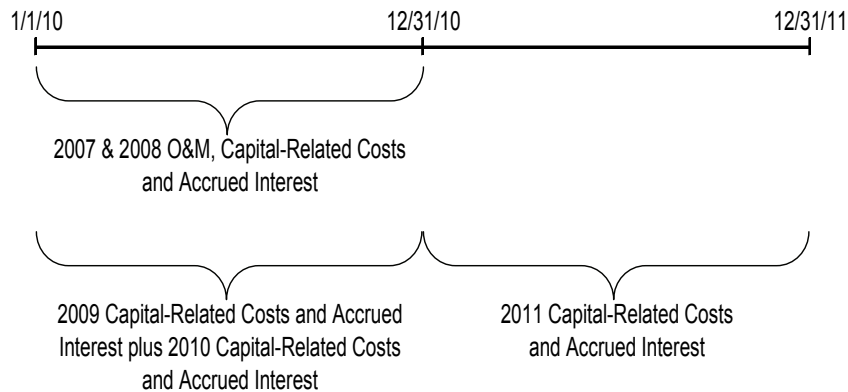 1/1/10 12/31/10 12/31/11
2007 & 2008 O&M, Capital-Related Costs
and Accrued Interest
2009 Capital-Related Costs and Accrued
Interest plus 2010 Capital-Related Costs
and Accrued Interest
2011 Capital-Related Costs
and Accrued Interest